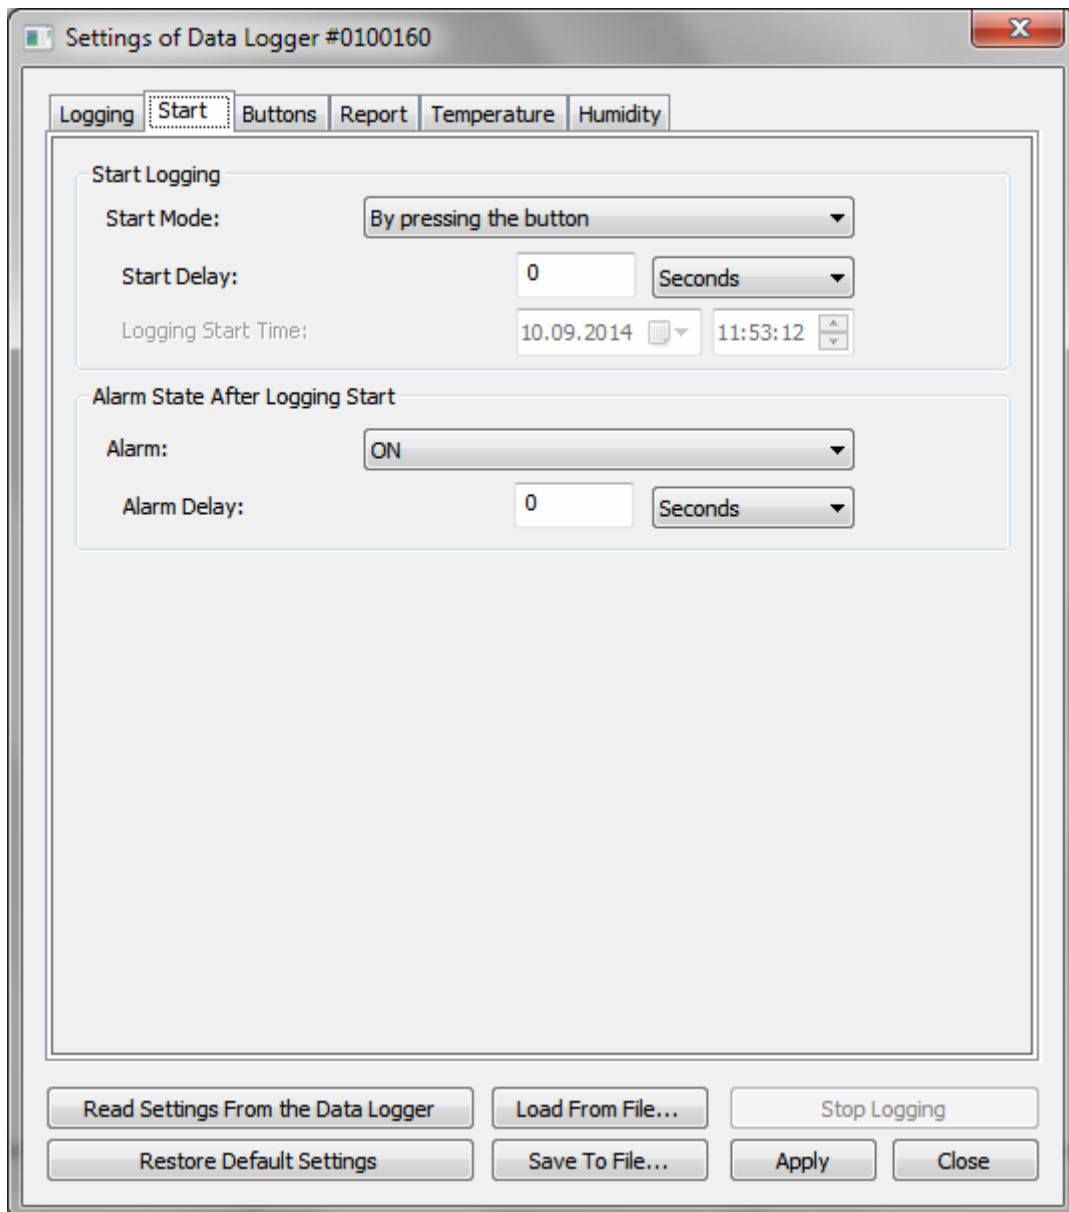 Settings of Data Logger #0100160
Logging Start Buttons Report Temperature Humidity
Start Logging
Start Mode: By pressing the button
Start Delay: 0 Seconds
Logging Start Time: 10.09.2014 11:53:12
Alarm State After Logging Start
Alarm: ON
Alarm Delay: 0 Seconds
Read Settings From the Data Logger Load From File... Stop Logging
Restore Default Settings Save To File... Apply Close